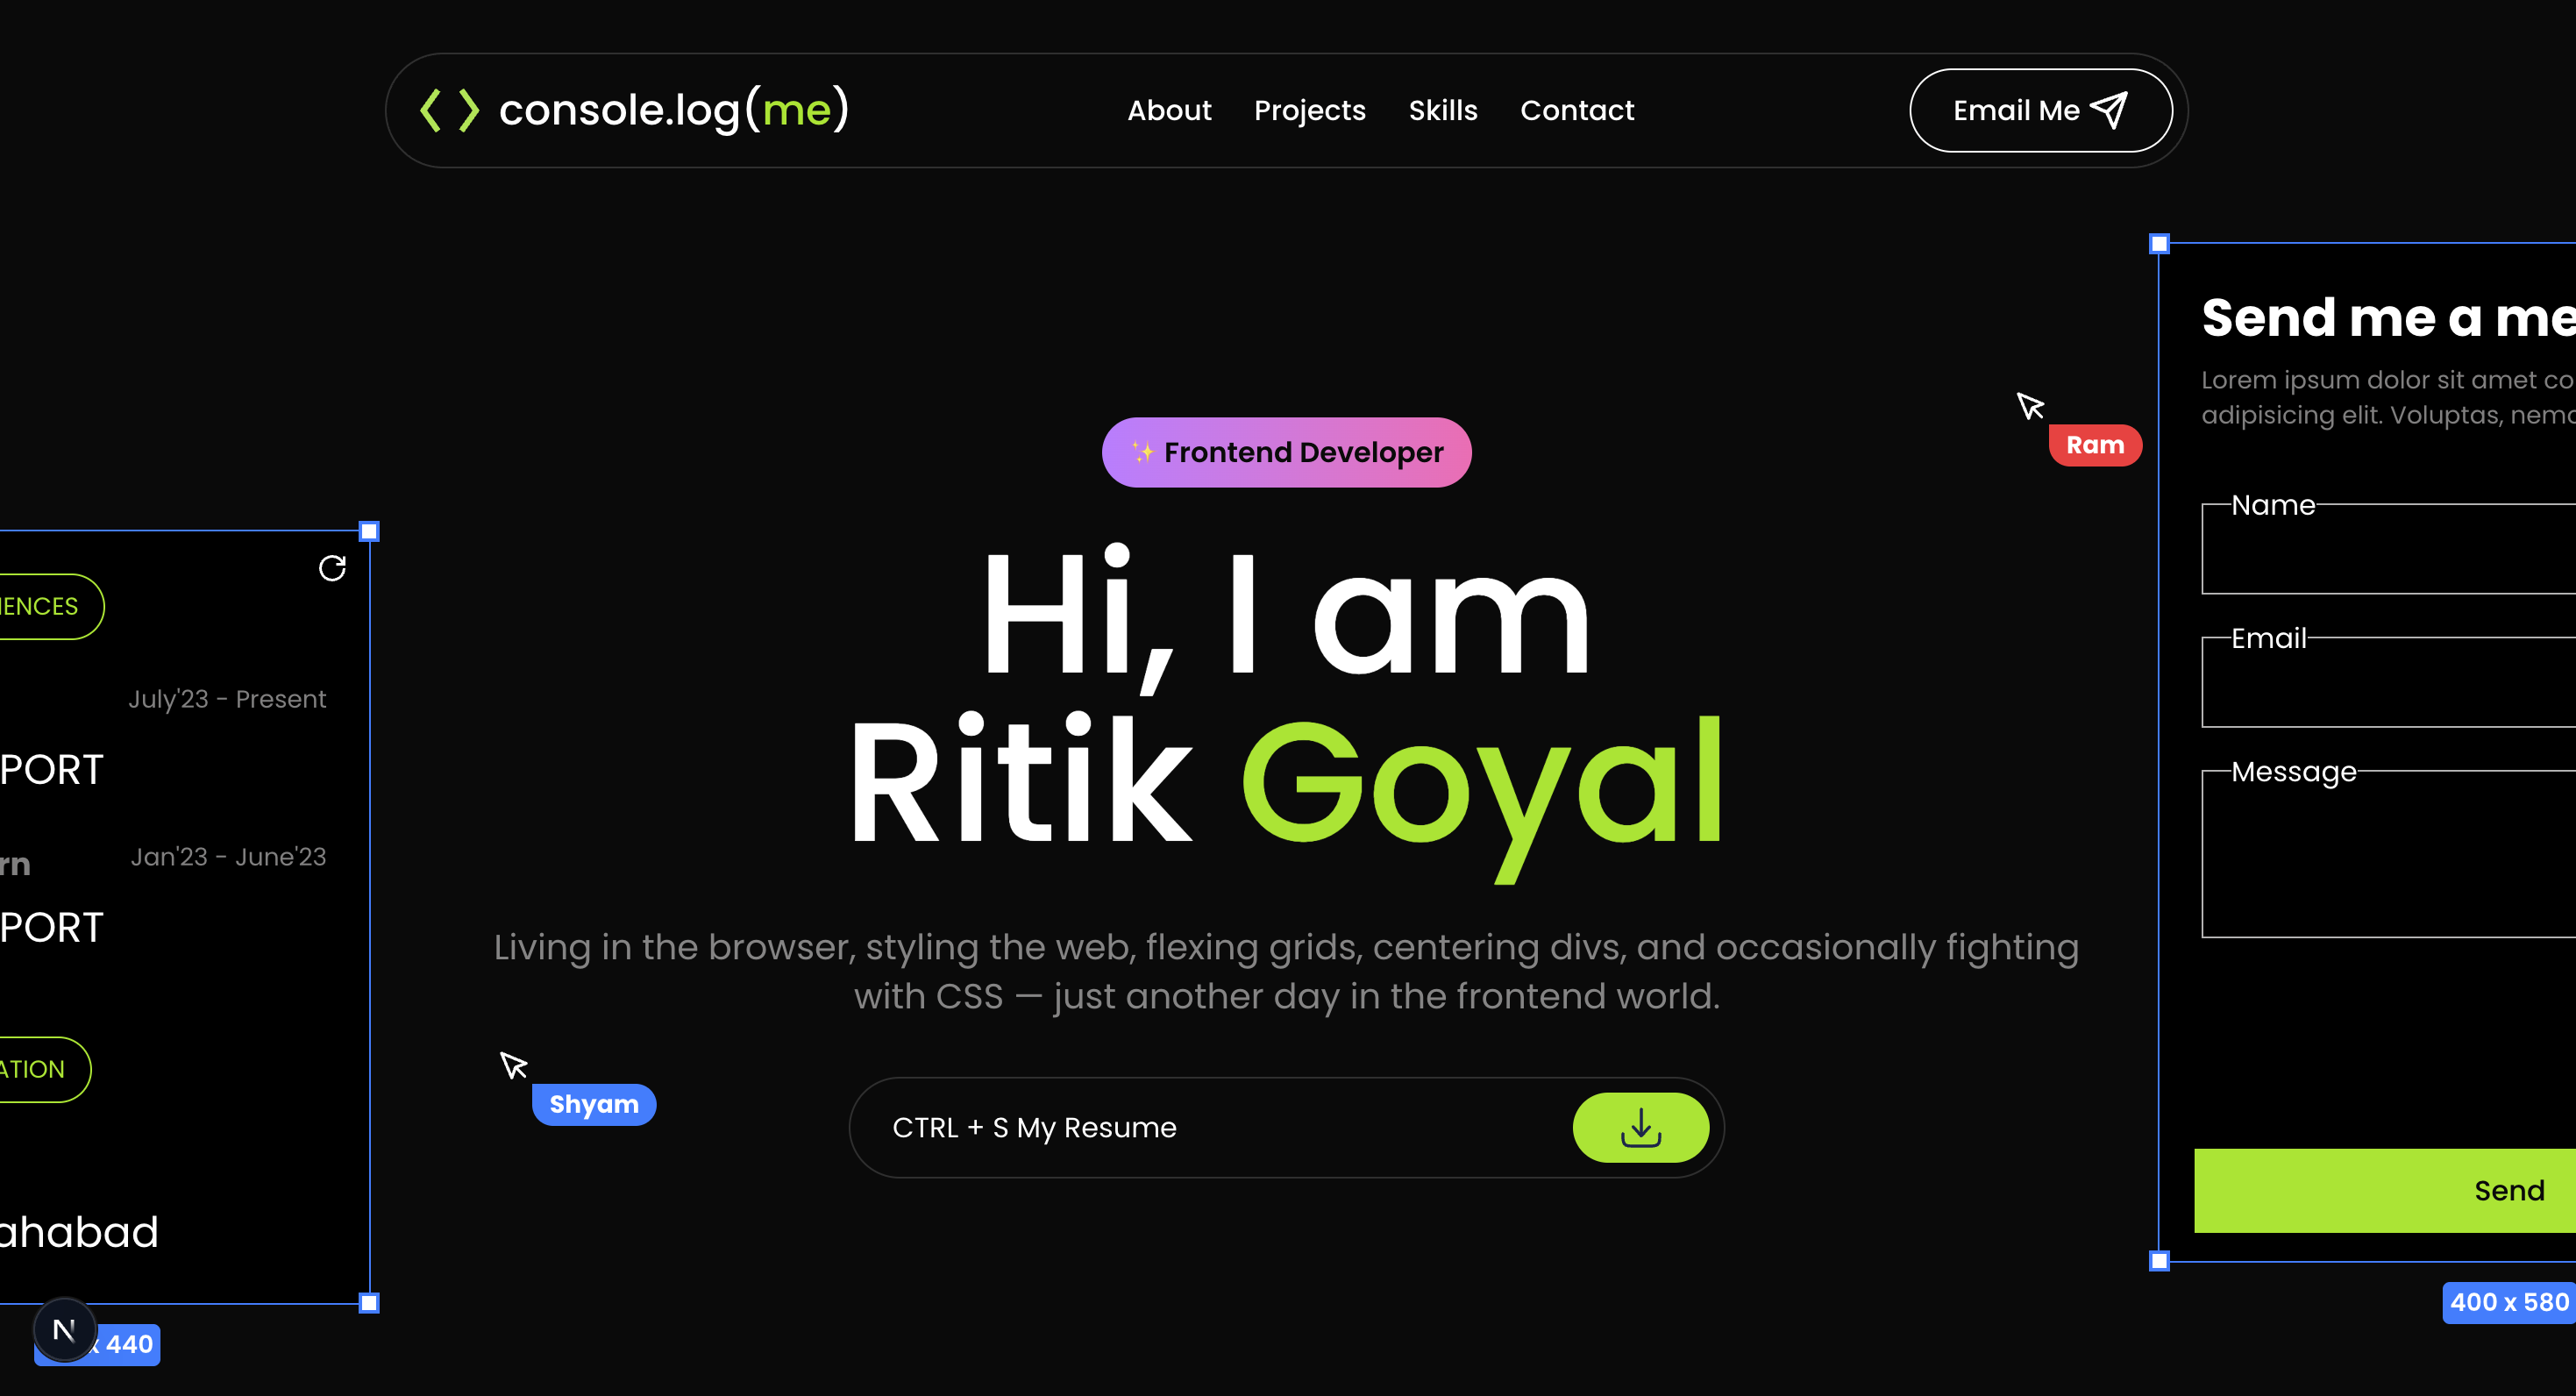 console.log(me)
About
Projects
Skills
Contact
Email Me
Send me a me
Lorem ipsum dolor sit amet co
adipisicing elit. Voluptas, nemo
Ram
✨ Frontend Developer
Name
Hi, I am
IENCES
Email
July'23 - Present
PORT
Ritik Goyal
Message
rn
Jan'23 - June'23
PORT
Living in the browser, styling the web, flexing grids, centering divs, and occasionally fighting
with CSS — just another day in the frontend world.
ATION
Shyam
CTRL + S My Resume
Send
ahabad
400 x 580
N
x 440